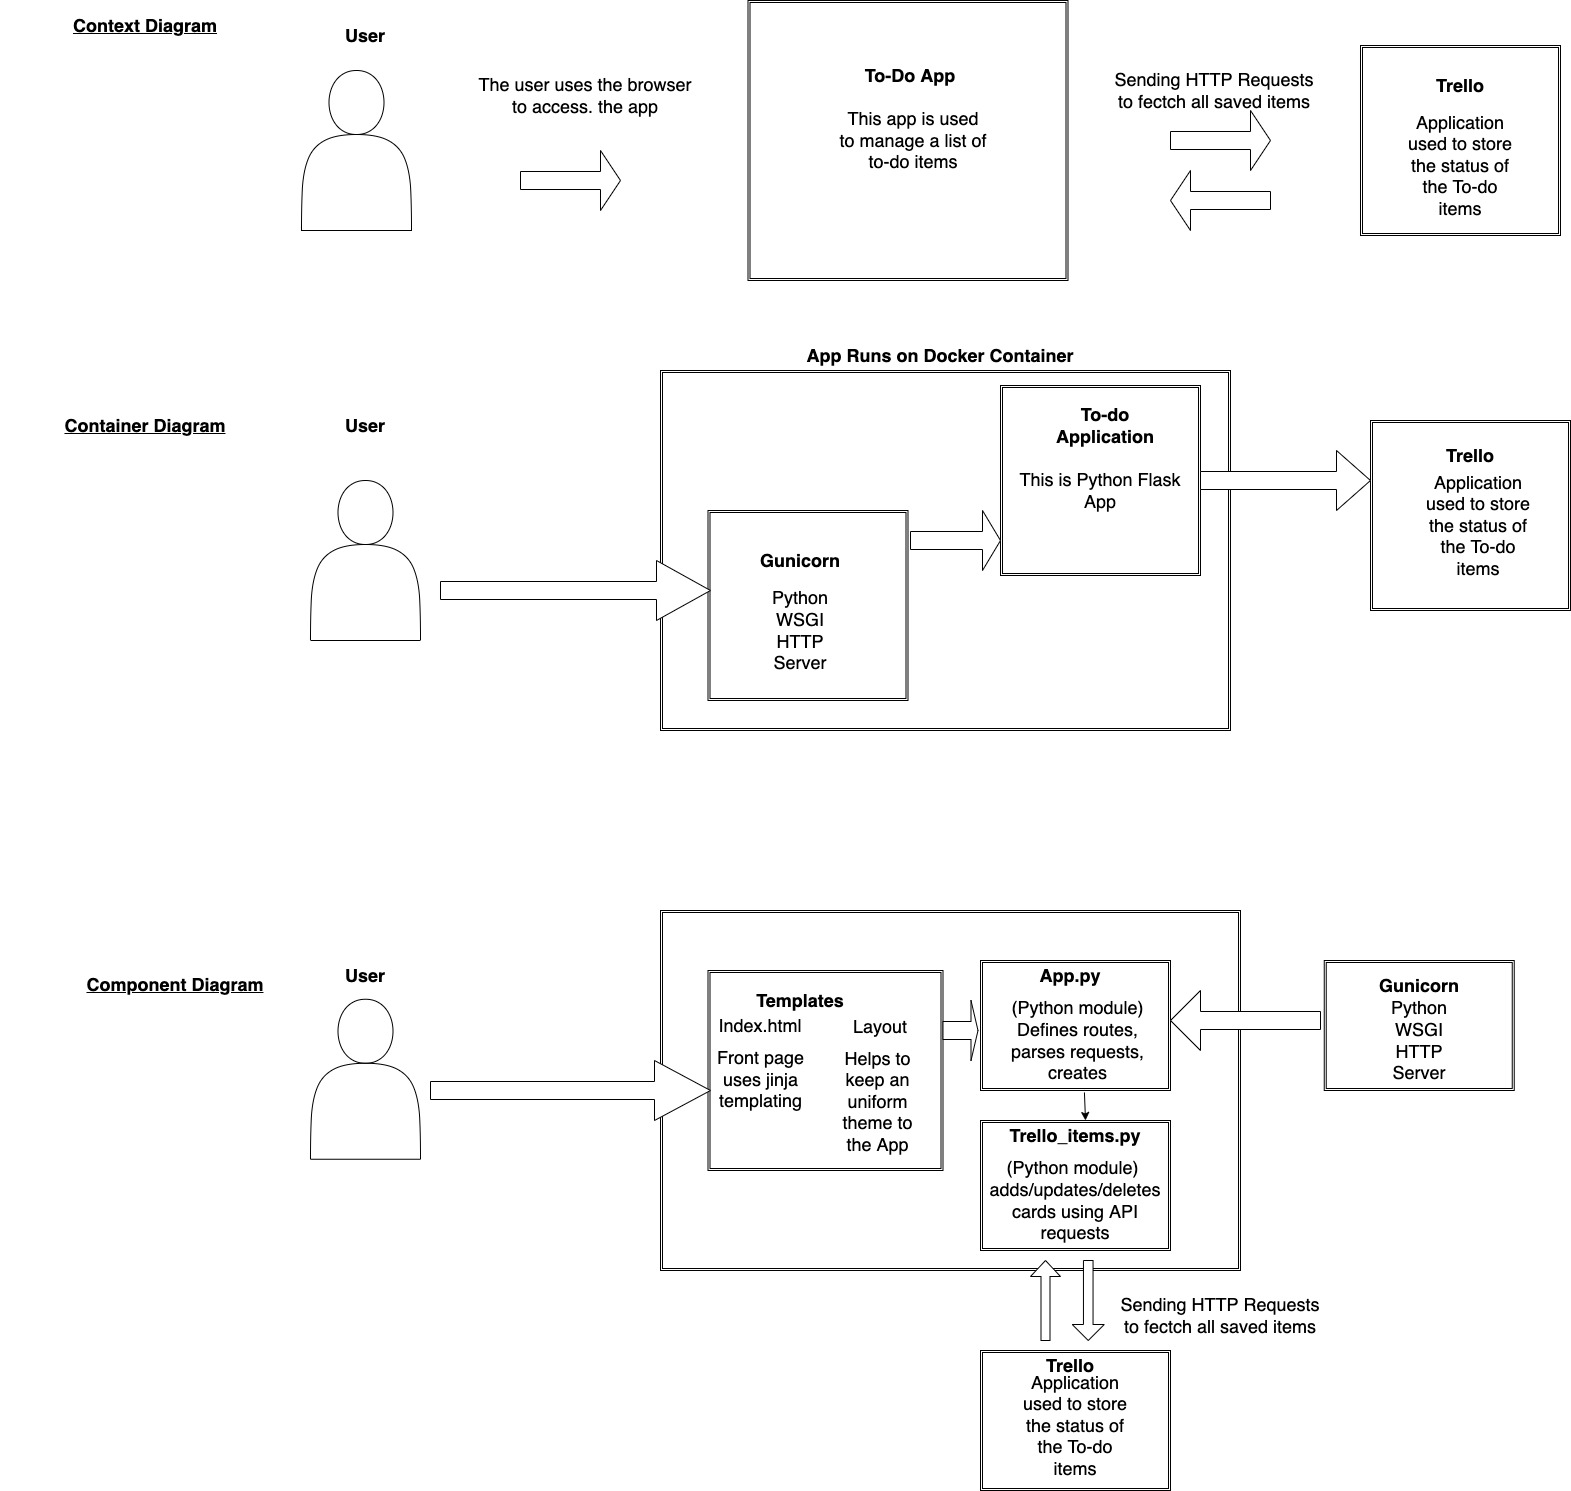 Context Diagram
User
The user uses the browser
to access. the app
To-Do App
This app is used
to manage a list of
to-do items
Sending HTTP Requests
to fectch all saved items
Trello
Application
used to store
the status of
the To-do
items
App Runs on Docker Container
Container Diagram
User
Gunicorn
Python
WSGI
HTTP
Server
To-do
Application
This is Python Flask
App
Trello
Application
used to store
the status of
the To-do
items
Component Diagram
User
Templates
Index.html
Front page
uses jinja
templating
Layout
Helps to
keep an
uniform
theme to
the App
App.py
(Python module)
Defines routes,
parses requests,
creates
Gunicorn
Python
WSGI
HTTP
Server
Trello_items.py
(Python module)
adds/updates/deletes
cards using API
requests
Sending HTTP Requests
to fectch all saved items
Trello
Application
used to store
the status of
the To-do
items